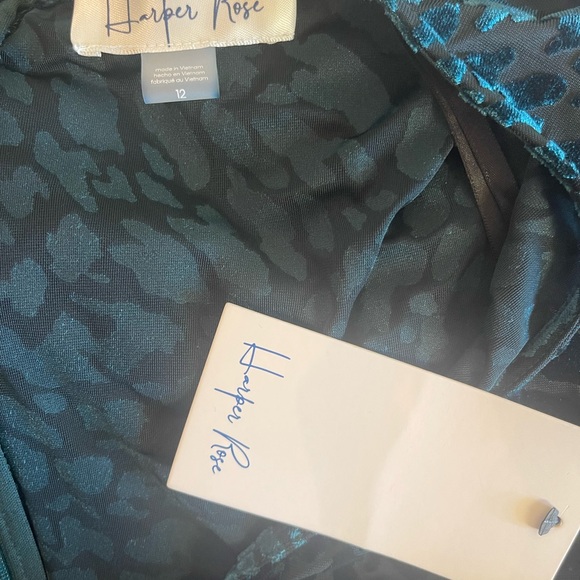 Harper Rose
made in Vietnam
hecho en Vietnam
fabriqué au Vietnam
12
Harper Rose